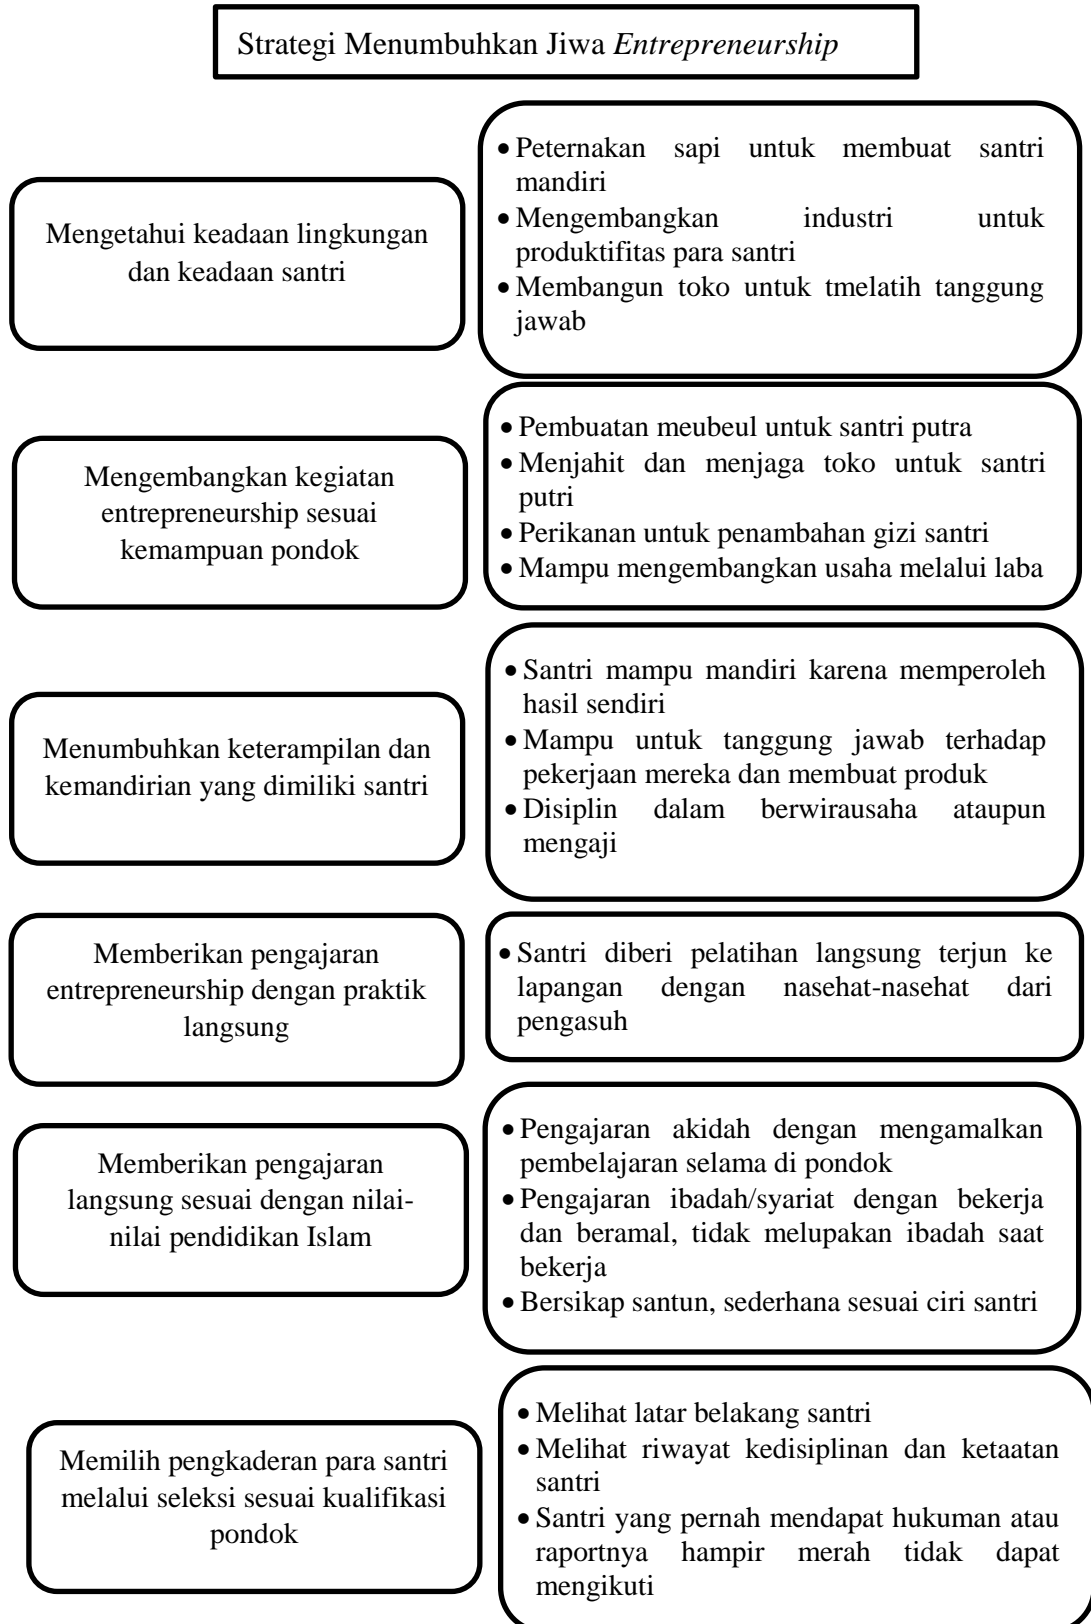 Strategi Menumbuhkan Jiwa Entrepreneurship
Mengetahui keadaan lingkungan
dan keadaan santri
• Peternakan sapi untuk membuat santri
mandiri
• Mengembangkan industri untuk
produktifitas para santri
• Membangun toko untuk tmelatih tanggung
jawab
Mengembangkan kegiatan
entrepreneurship sesuai
kemampuan pondok
• Pembuatan meubeul untuk santri putra
• Menjahit dan menjaga toko untuk santri
putri
• Perikanan untuk penambahan gizi santri
• Mampu mengembangkan usaha melalui laba
Menumbuhkan keterampilan dan
kemandirian yang dimiliki santri
• Santri mampu mandiri karena memperoleh
hasil sendiri
• Mampu untuk tanggung jawab terhadap
pekerjaan mereka dan membuat produk
• Disiplin dalam berwirausaha ataupun
mengaji
Memberikan pengajaran
entrepreneurship dengan praktik
langsung
• Santri diberi pelatihan langsung terjun ke
lapangan dengan nasehat-nasehat dari
pengasuh
Memberikan pengajaran
langsung sesuai dengan nilai-
nilai pendidikan Islam
• Pengajaran akidah dengan mengamalkan
pembelajaran selama di pondok
• Pengajaran ibadah/syariat dengan bekerja
dan beramal, tidak melupakan ibadah saat
bekerja
• Bersikap santun, sederhana sesuai ciri santri
Memilih pengkaderan para santri
melalui seleksi sesuai kualifikasi
pondok
• Melihat latar belakang santri
• Melihat riwayat kedisiplinan dan ketaatan
santri
• Santri yang pernah mendapat hukuman atau
raportnya hampir merah tidak dapat
mengikuti